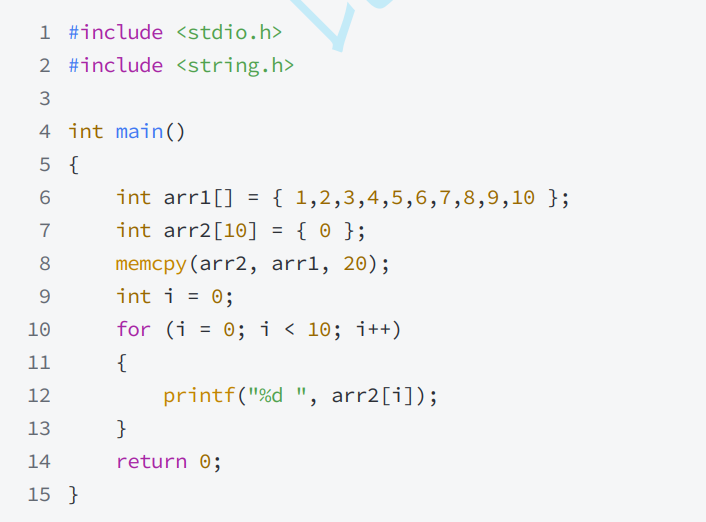 1 #include <stdio.h>
2 #include <string.h>
3
4 int main()
5 {
6     int arr1[] = { 1,2,3,4,5,6,7,8,9,10 };
7     int arr2[10] = { 0 };
8     memcpy(arr2, arr1, 20);
9     int i = 0;
10     for (i = 0; i < 10; i++)
11     {
12         printf("%d ", arr2[i]);
13     }
14     return 0;
15 }